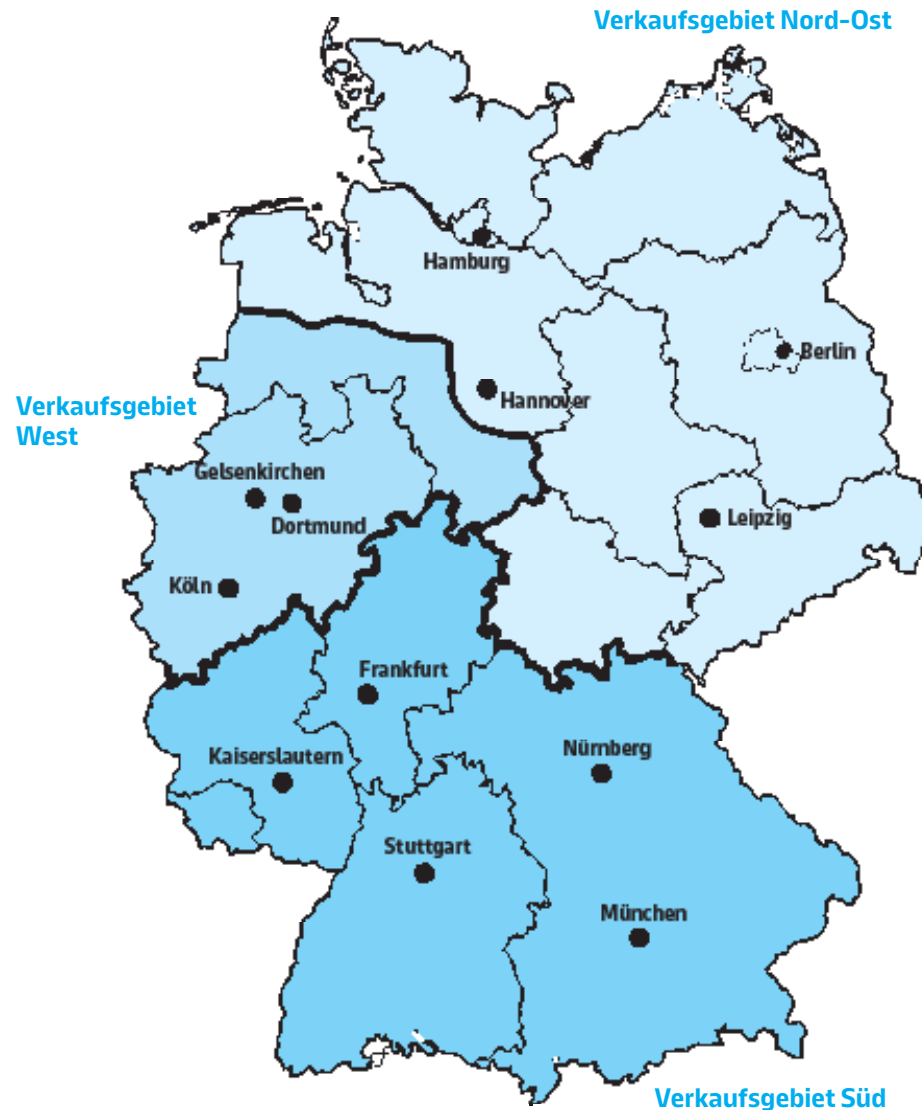 Verkaufsgebiet Nord-Ost
Hamburg
Berlin
Hannover
Verkaufsgebiet
West
Gelsenkirchen
Dortmund
Leipzig
Köln
Frankfurt
Nürnberg
Kaiserslautern
Stuttgart
München
Verkaufsgebiet Süd